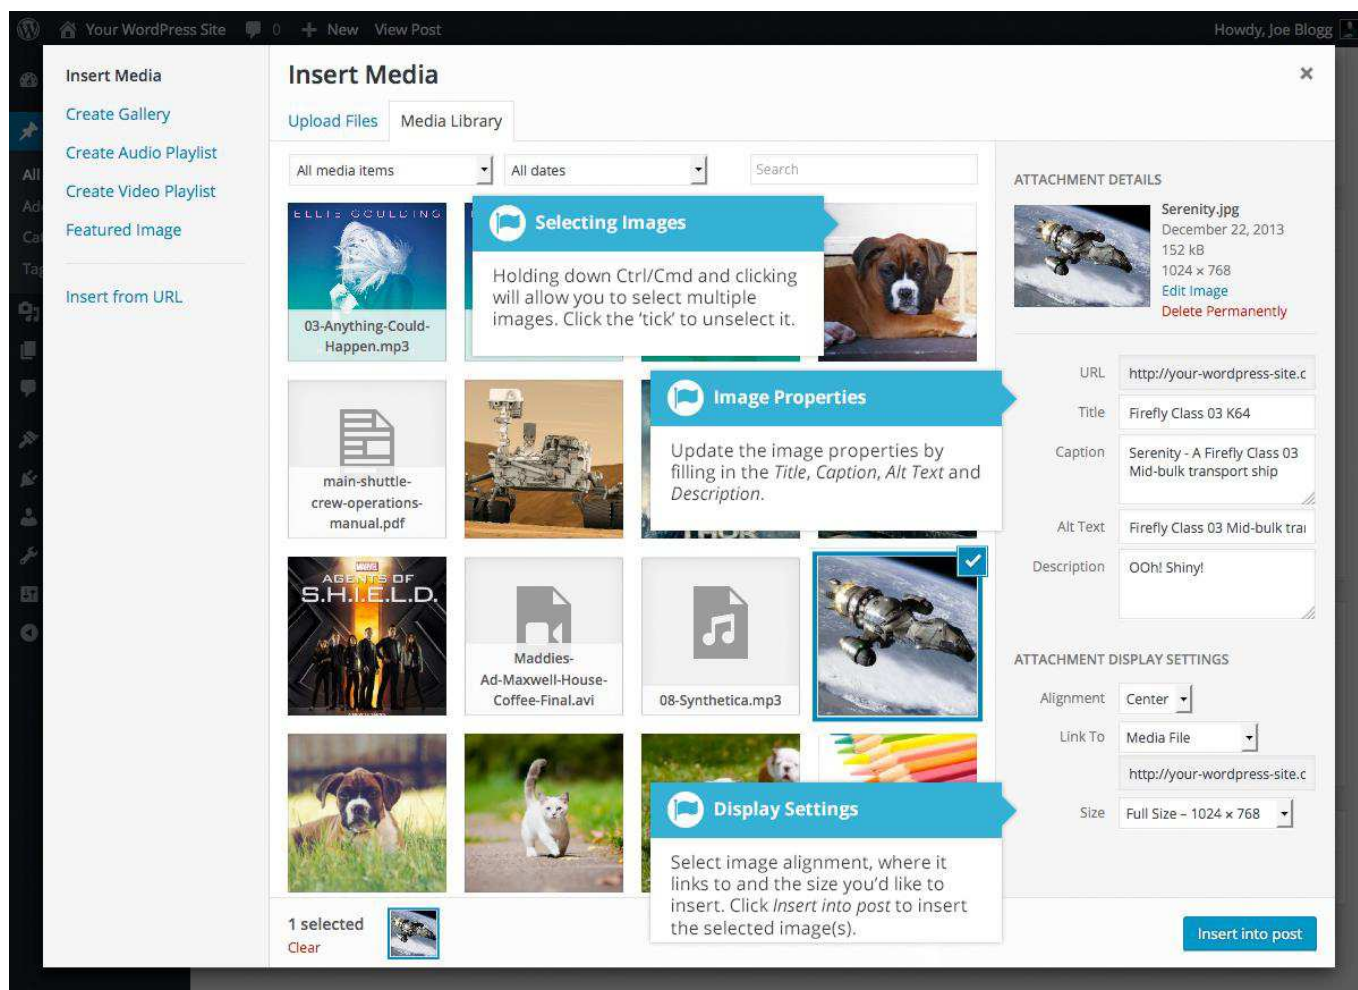 Your WordPress Site
0
New
View Post
Howdy, Joe Blogg
All
Ad
Cat
Tag
Insert Media
Create Gallery
Create Audio Playlist
Create Video Playlist
Featured Image
Insert from URL
Insert Media
×
Upload Files
Media Library
All media items
All dates
Search
ELLIE GOULDING
03-Anything-Could-
Happen.mp3
Selecting Images
Holding down Ctrl/Cmd and clicking
will allow you to select multiple
images. Click the ‘tick’ to unselect it.
main-shuttle-
crew-operations-
manual.pdf
THOR
Image Properties
Update the image properties by
filling in the Title, Caption, Alt Text and
Description.
MARVEL
AGENTS OF
S.H.I.E.L.D.
Maddies-
Ad-Maxwell-House-
Coffee-Final.avi
08-Synthetica.mp3
Display Settings
Select image alignment, where it
links to and the size you’d like to
insert. Click Insert into post to insert
the selected image(s).
1 selected
Clear
ATTACHMENT DETAILS
Serenity.jpg
December 22, 2013
152 kB
1024 × 768
Edit Image
Delete Permanently
URL
http://your-wordpress-site.c
Title
Firefly Class 03 K64
Caption
Serenity - A Firefly Class 03
Mid-bulk transport ship
Alt Text
Firefly Class 03 Mid-bulk tra
Description
OOh! Shiny!
ATTACHMENT DISPLAY SETTINGS
Alignment
Center
Link To
Media File
http://your-wordpress-site.c
Size
Full Size – 1024 × 768
Insert into post